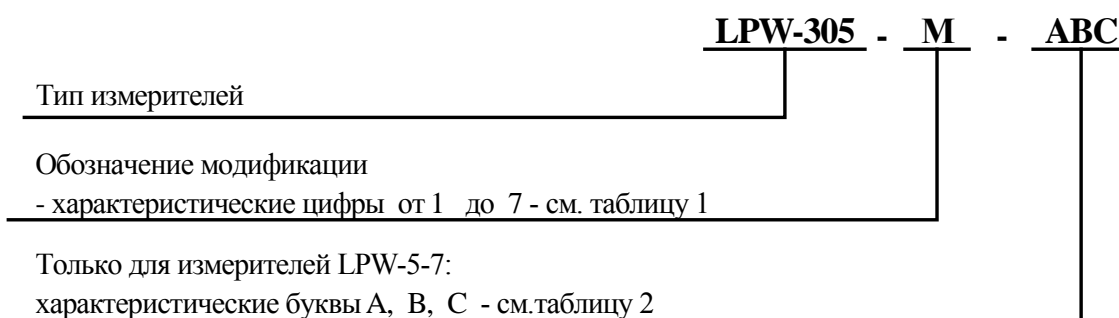 LPW-305 - M - ABC
Тип измерителей
Обозначение модификации
- характеристические цифры от 1 до 7 - см. таблицу 1
Только для измерителей LPW-5-7:
характеристические буквы А, В, С - см.таблицу 2